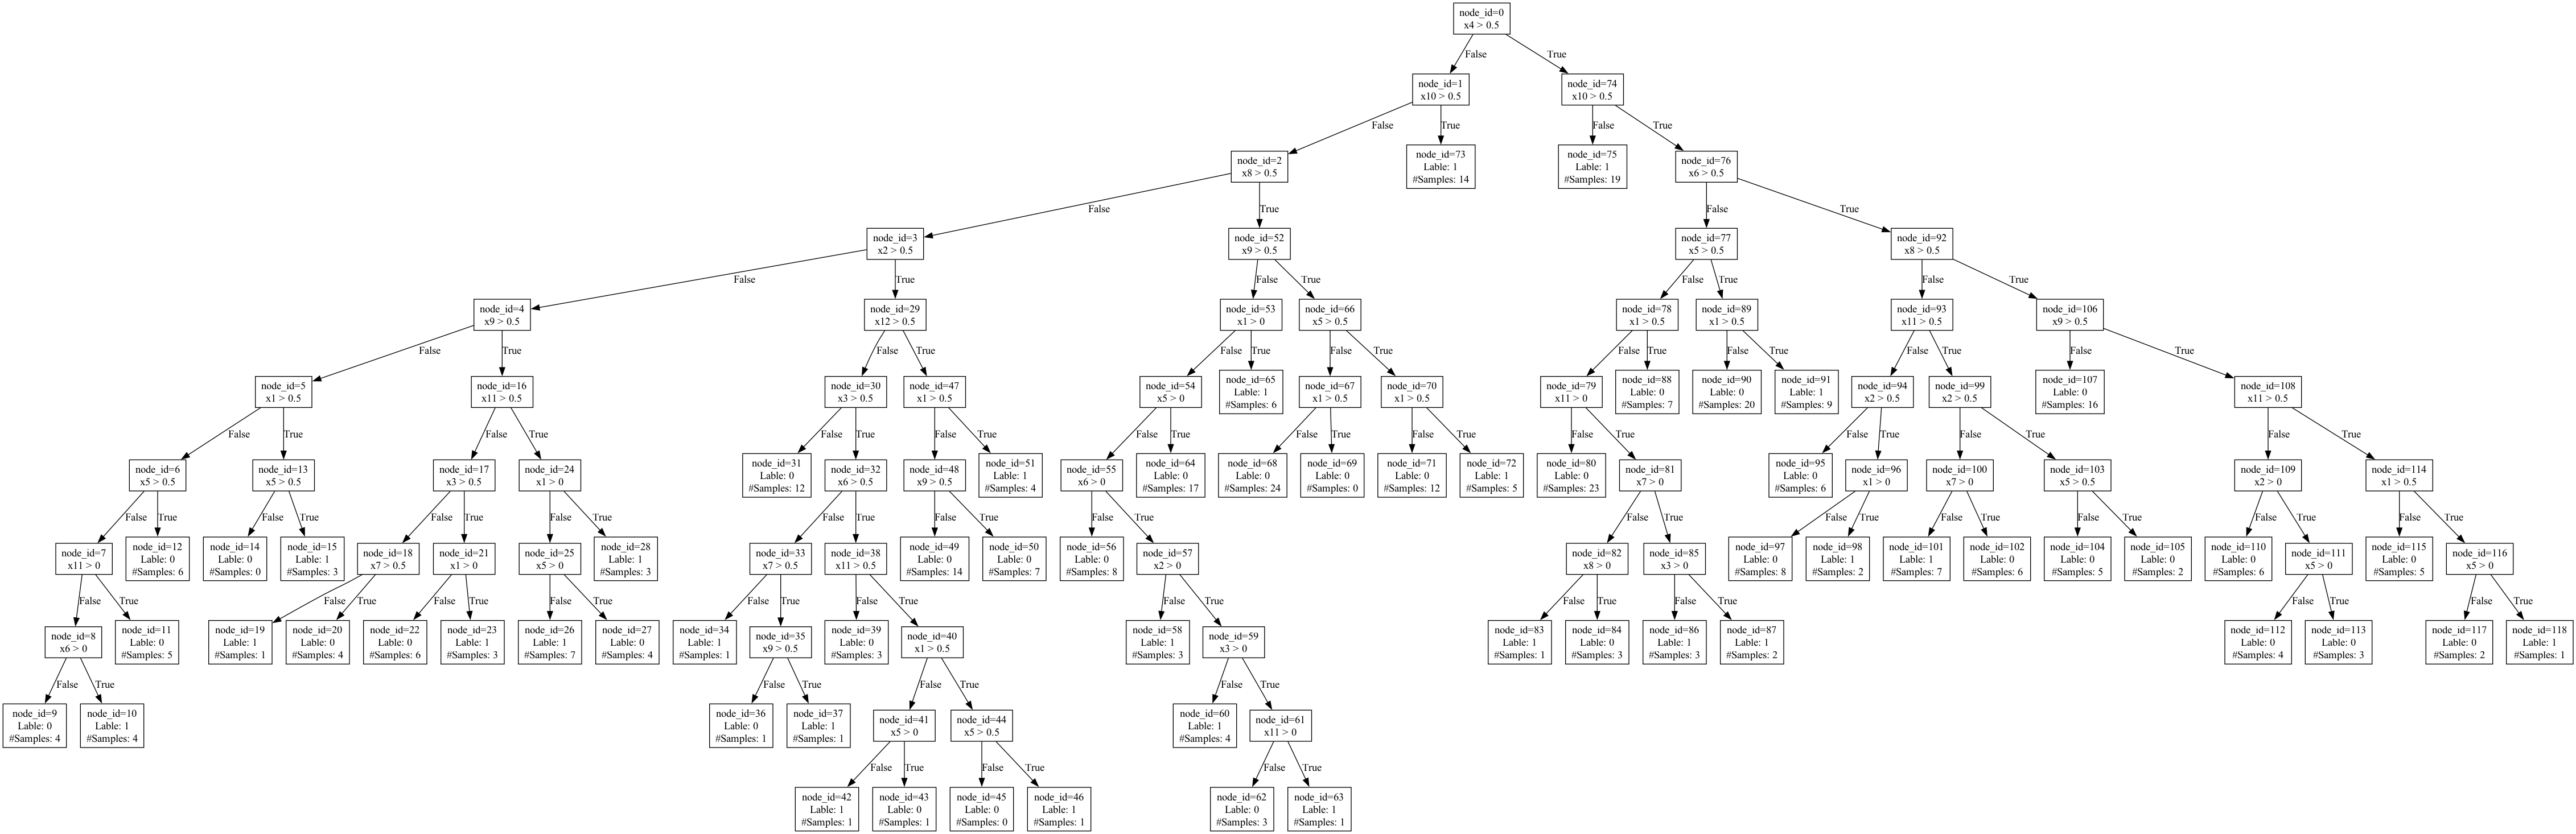 node_id=0
x4 > 0.5
False
True
node_id=1
x10 > 0.5
node_id=74
x10 > 0.5
False
True
False
True
node_id=2
x8 > 0.5
node_id=73
Lable: 1
#Samples: 14
node_id=75
Lable: 1
#Samples: 19
node_id=76
x6 > 0.5
False
True
False
True
node_id=3
x2 > 0.5
node_id=52
x9 > 0.5
node_id=77
x5 > 0.5
node_id=92
x8 > 0.5
False
True
False
True
False
True
False
True
node_id=4
x9 > 0.5
node_id=29
x12 > 0.5
node_id=53
x1 > 0
node_id=66
x5 > 0.5
node_id=78
x1 > 0.5
node_id=89
x1 > 0.5
node_id=93
x11 > 0.5
node_id=106
x9 > 0.5
False
True
False
True
False
True
False
True
False
True
False
True
False
True
False
True
node_id=5
x1 > 0.5
node_id=16
x11 > 0.5
node_id=30
x3 > 0.5
node_id=47
x1 > 0.5
node_id=54
x5 > 0
node_id=65
Lable: 1
#Samples: 6
node_id=67
x1 > 0.5
node_id=70
x1 > 0.5
node_id=79
x11 > 0
node_id=88
Lable: 0
#Samples: 7
node_id=90
Lable: 0
#Samples: 20
node_id=91
Lable: 1
#Samples: 9
node_id=94
x2 > 0.5
node_id=99
x2 > 0.5
node_id=107
Lable: 0
#Samples: 16
node_id=108
x11 > 0.5
False
True
False
True
False
True
False
True
False
True
False
True
False
True
False
True
False
True
False
True
False
True
node_id=6
x5 > 0.5
node_id=13
x5 > 0.5
node_id=17
x3 > 0.5
node_id=24
x1 > 0
node_id=31
Lable: 0
#Samples: 12
node_id=32
x6 > 0.5
node_id=48
x9 > 0.5
node_id=51
Lable: 1
#Samples: 4
node_id=55
x6 > 0
node_id=64
Lable: 0
#Samples: 17
node_id=68
Lable: 0
#Samples: 24
node_id=69
Lable: 0
#Samples: 0
node_id=71
Lable: 0
#Samples: 12
node_id=72
Lable: 1
#Samples: 5
node_id=80
Lable: 0
#Samples: 23
node_id=81
x7 > 0
node_id=95
Lable: 0
#Samples: 6
node_id=96
x1 > 0
node_id=100
x7 > 0
node_id=103
x5 > 0.5
node_id=109
x2 > 0
node_id=114
x1 > 0.5
False
True
False
True
False
True
False
True
False
True
False
True
False
True
False
True
False
True
False
True
False
True
False
True
False
True
node_id=7
x11 > 0
node_id=12
Lable: 0
#Samples: 6
node_id=14
Lable: 0
#Samples: 0
node_id=15
Lable: 1
#Samples: 3
node_id=18
x7 > 0.5
node_id=21
x1 > 0
node_id=25
x5 > 0
node_id=28
Lable: 1
#Samples: 3
node_id=33
x7 > 0.5
node_id=38
x11 > 0.5
node_id=49
Lable: 0
#Samples: 14
node_id=50
Lable: 0
#Samples: 7
node_id=56
Lable: 0
#Samples: 8
node_id=57
x2 > 0
node_id=82
x8 > 0
node_id=85
x3 > 0
node_id=97
Lable: 0
#Samples: 8
node_id=98
Lable: 1
#Samples: 2
node_id=101
Lable: 1
#Samples: 7
node_id=102
Lable: 0
#Samples: 6
node_id=104
Lable: 0
#Samples: 5
node_id=105
Lable: 0
#Samples: 2
node_id=110
Lable: 0
#Samples: 6
node_id=111
x5 > 0
node_id=115
Lable: 0
#Samples: 5
node_id=116
x5 > 0
False
True
False
True
False
True
False
True
False
True
False
True
False
True
False
True
False
True
False
True
False
True
node_id=8
x6 > 0
node_id=11
Lable: 0
#Samples: 5
node_id=19
Lable: 1
#Samples: 1
node_id=20
Lable: 0
#Samples: 4
node_id=22
Lable: 0
#Samples: 6
node_id=23
Lable: 1
#Samples: 3
node_id=26
Lable: 1
#Samples: 7
node_id=27
Lable: 0
#Samples: 4
node_id=34
Lable: 1
#Samples: 1
node_id=35
x9 > 0.5
node_id=39
Lable: 0
#Samples: 3
node_id=40
x1 > 0.5
node_id=58
Lable: 1
#Samples: 3
node_id=59
x3 > 0
node_id=83
Lable: 1
#Samples: 1
node_id=84
Lable: 0
#Samples: 3
node_id=86
Lable: 1
#Samples: 3
node_id=87
Lable: 1
#Samples: 2
node_id=112
Lable: 0
#Samples: 4
node_id=113
Lable: 0
#Samples: 3
node_id=117
Lable: 0
#Samples: 2
node_id=118
Lable: 1
#Samples: 1
False
True
False
True
False
True
False
True
node_id=9
Lable: 0
#Samples: 4
node_id=10
Lable: 1
#Samples: 4
node_id=36
Lable: 0
#Samples: 1
node_id=37
Lable: 1
#Samples: 1
node_id=41
x5 > 0
node_id=44
x5 > 0.5
node_id=60
Lable: 1
#Samples: 4
node_id=61
x11 > 0
False
True
False
True
False
True
node_id=42
Lable: 1
#Samples: 1
node_id=43
Lable: 0
#Samples: 1
node_id=45
Lable: 0
#Samples: 0
node_id=46
Lable: 1
#Samples: 1
node_id=62
Lable: 0
#Samples: 3
node_id=63
Lable: 1
#Samples: 1